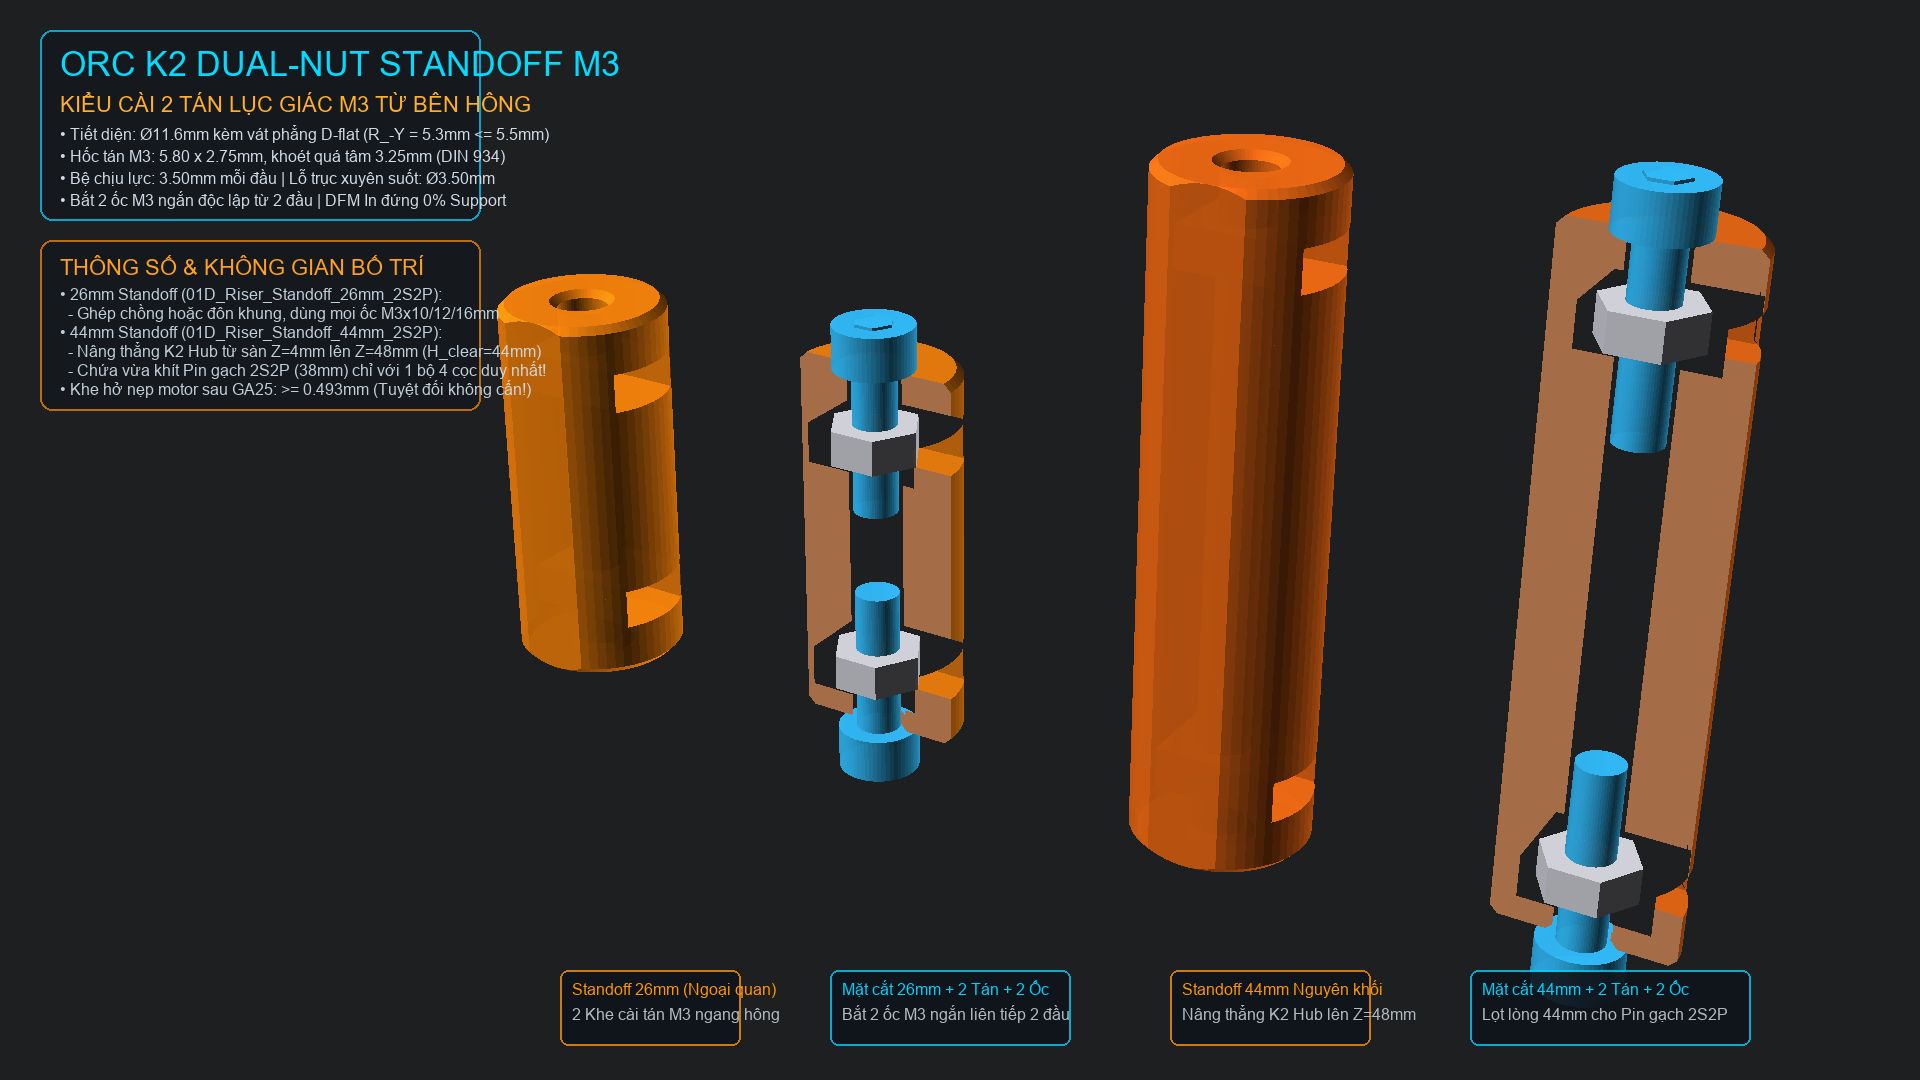 ORC K2 DUAL-NUT STANDOFF M3
KIỂU CÀI 2 TÁN LỤC GIÁC M3 TỪ BÊN HÔNG
• Tiết diện: Ø11.6mm kèm vát phẳng D-flat (R_-Y = 5.3mm <= 5.5mm)
• Hốc tán M3: 5.80 x 2.75mm, khoét quá tâm 3.25mm (DIN 934)
• Bệ chịu lực: 3.50mm mỗi đầu | Lỗ trục xuyên suốt: Ø3.50mm
• Bắt 2 ốc M3 ngắn độc lập từ 2 đầu | DFM In đứng 0% Support
THÔNG SỐ & KHÔNG GIAN BỐ TRÍ
• 26mm Standoff (01D_Riser_Standoff_26mm_2S2P):
- Ghép chồng hoặc đôn khung, dùng mọi ốc M3x10/12/16mm
• 44mm Standoff (01D_Riser_Standoff_44mm_2S2P):
- Nâng thẳng K2 Hub từ sàn Z=4mm lên Z=48mm (H_clear=44mm)
- Chứa vừa khít Pin gạch 2S2P (38mm) chỉ với 1 bộ 4 cọc duy nhất!
• Khe hở nẹp motor sau GA25: >= 0.493mm (Tuyệt đối không cấn!)
Standoff 26mm (Ngoại quan)
2 Khe cài tán M3 ngang hông
Mặt cắt 26mm + 2 Tán + 2 Ốc
Bắt 2 ốc M3 ngắn liên tiếp 2 đầu
Standoff 44mm Nguyên khối
Nâng thẳng K2 Hub lên Z=48mm
Mặt cắt 44mm + 2 Tán + 2 Ốc
Lọt lòng 44mm cho Pin gạch 2S2P